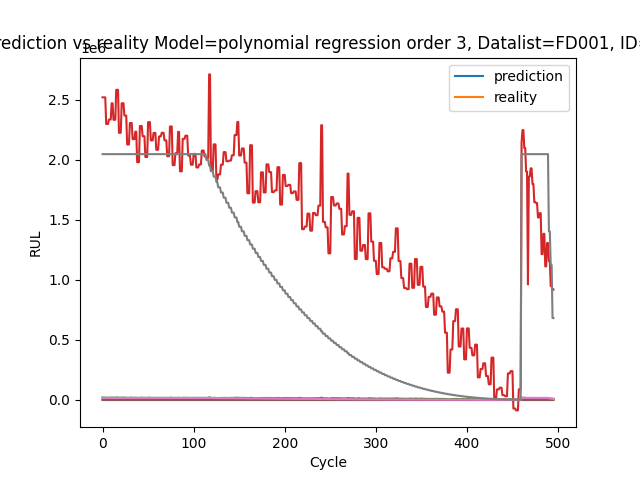 rediction vs reality Model=polynomial regression order 3, Datalist=FD001, ID=
1e6
prediction
reality
2.5
2.0
1.5
1.0
0.5
0.0
RUL
0
100
200
300
400
500
Cycle